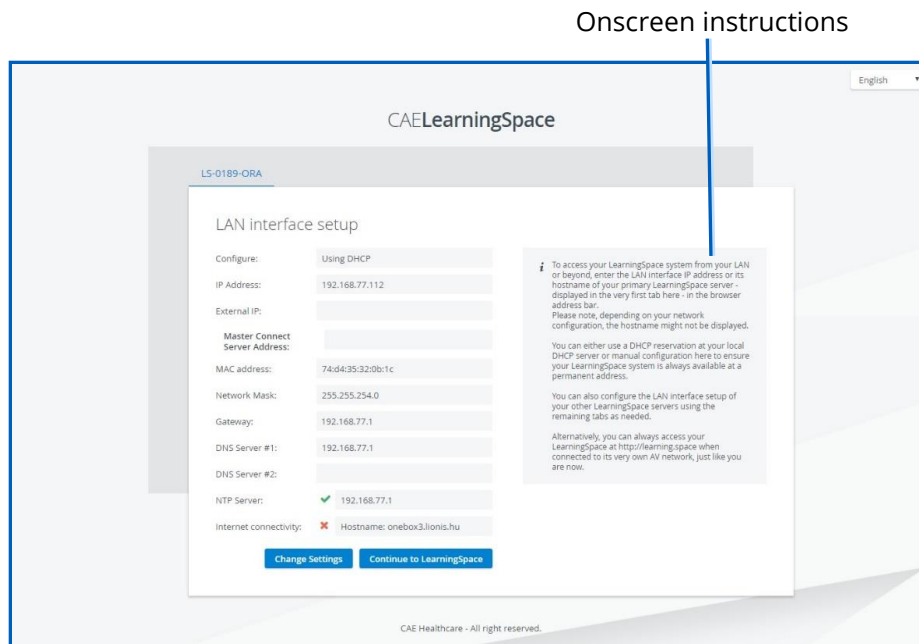 Onscreen instructions
English
CAELearningSpace
LS-0189-ORA
LAN interface setup
Configure: Using DHCP
IP Address: 192.168.77.112
External IP:
Master Connect
Server Address:
MAC address: 74:d4:35:32:0b:1c
Network Mask: 255.255.254.0
Gateway: 192.168.77.1
DNS Server #1: 192.168.77.1
DNS Server #2:
NTP Server: 192.168.77.1
Internet connectivity: Hostname: onebox3.lionis.hu
Change Settings Continue to LearningSpace
i To access your LearningSpace system from your LAN
or beyond, enter the LAN interface IP address or its
hostname of your primary LearningSpace server -
displayed in the very first tab here - in the browser
address bar.
Please note, depending on your network
configuration, the hostname might not be displayed.
You can either use a DHCP reservation at your local
DHCP server or manual configuration here to ensure
your LearningSpace system is always available at a
permanent address.
You can also configure the LAN interface setup of
your other LearningSpace servers using the
remaining tabs as needed.
Alternatively, you can always access your
LearningSpace at http://learning.space when
connected to its very own AV network, just like you
are now.
CAE Healthcare - All right reserved.